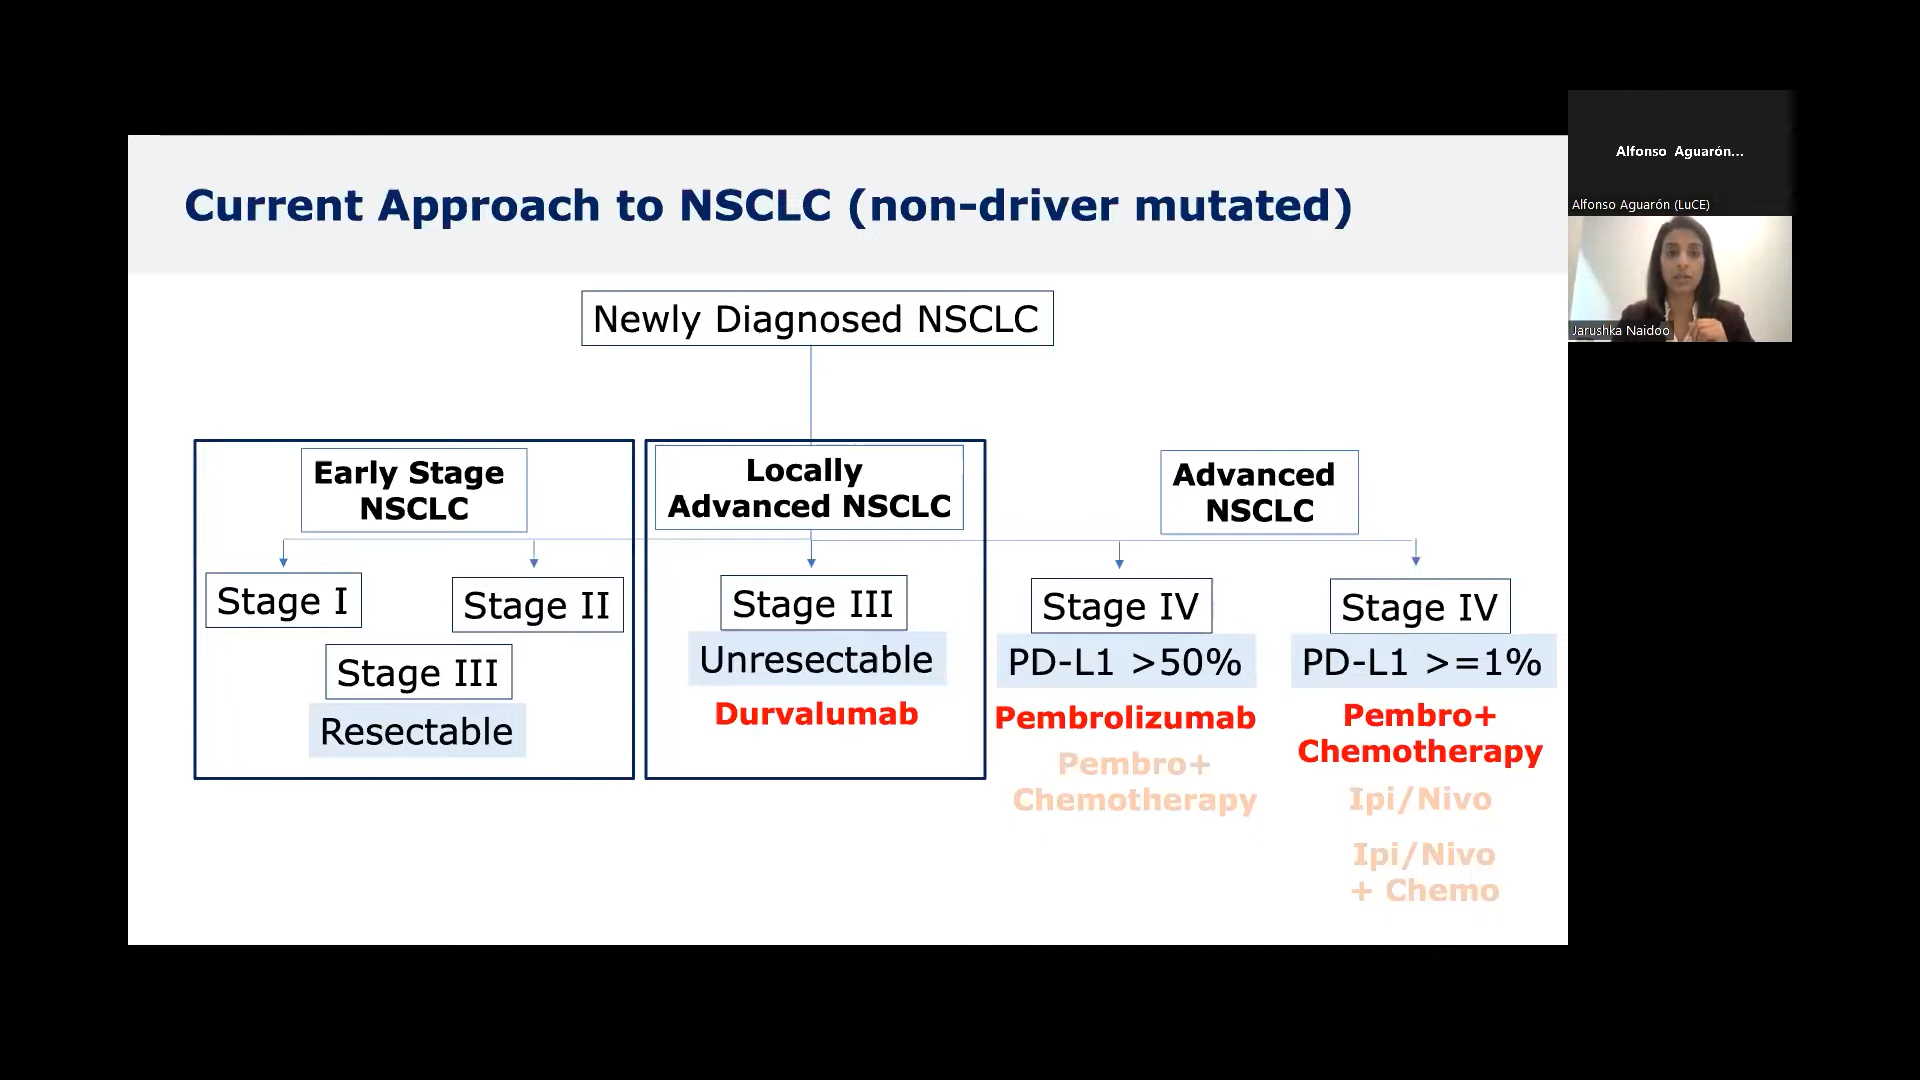 Current Approach to NSCLC (non-driver mutated)
Newly Diagnosed NSCLC
Early Stage
NSCLC
Stage I
Stage II
Stage III
Resectable
Locally
Advanced NSCLC
Stage III
Unresectable
Durvalumab
Advanced
NSCLC
Stage IV
PD-L1 >50%
Pembrolizumab
Pembro+
Chemotherapy
Stage IV
PD-L1 >=1%
Pembro+
Chemotherapy
Ipi/Nivo
Ipi/Nivo
+ Chemo
Alfonso Aguarón...
Alfonso Aguarón (LuCE)
Jarushka Naidoo